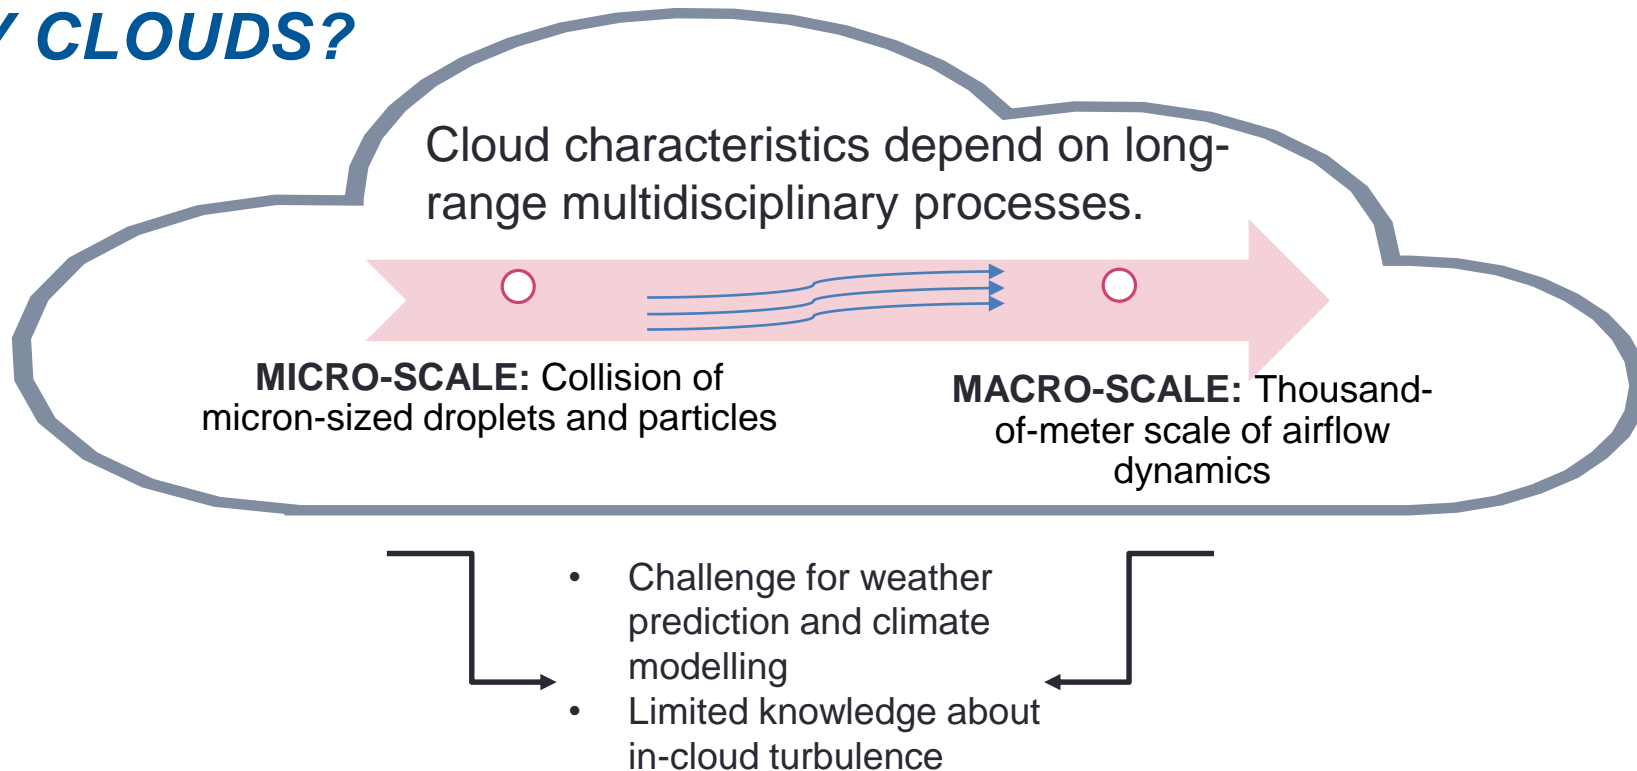 Y CLOUDS?
Cloud characteristics depend on long-
range multidisciplinary processes.
MICRO-SCALE: Collision of
micron-sized droplets and particles
MACRO-SCALE: Thousand-
of-meter scale of airflow
dynamics
• Challenge for weather
prediction and climate
modelling
• Limited knowledge about
in-cloud turbulence